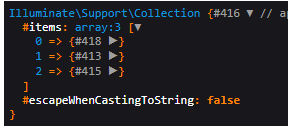 Illuminate\Support\Collection {#416 ▼ // a
#items: array:3 [▼
0 => {#418 ▶}
1 => {#413 ▶}
2 => {#415 ▶}
]
#escapeWhenCastingToString: false
}